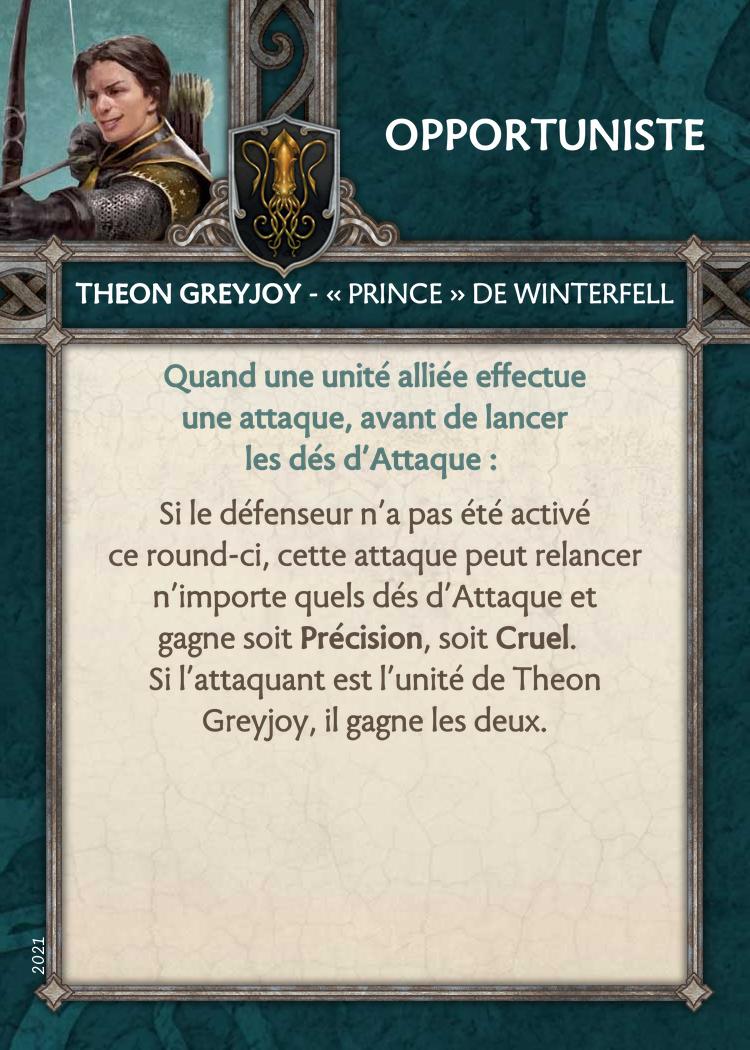 OPPORTUNISTE
THEON GREYJOY - « PRINCE » DE WINTERFELL
Quand une unité alliée effectue
une attaque, avant de lancer
les dés d’Attaque :
Si le défenseur n’a pas été activé
ce round-ci, cette attaque peut relancer
n’importe quels dés d’Attaque et
gagne soit Précision, soit Cruel.
Si l’attaquant est l’unité de Theon
Greyjoy, il gagne les deux.
2021